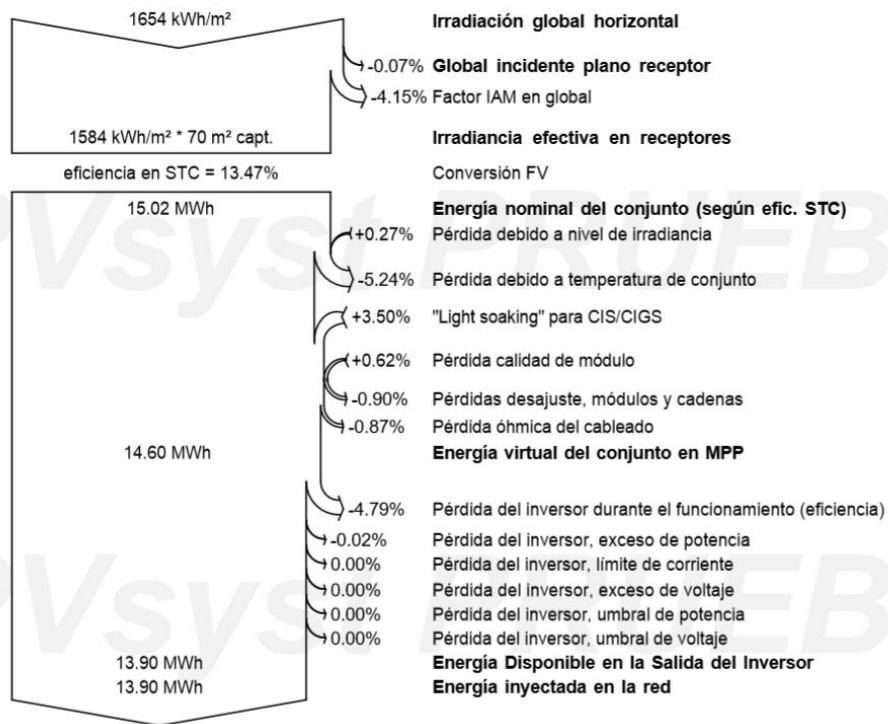 1654 kWh/m² Irradiación global horizontal
-0.07% Global incidente plano receptor
-4.15% Factor IAM en global
1584 kWh/m² * 70 m² capt. Irradiancia efectiva en receptores
eficiencia en STC = 13.47% Conversión FV
15.02 MWh Energía nominal del conjunto (según efic. STC)
+0.27% Pérdida debido a nivel de irradiancia
-5.24% Pérdida debido a temperatura de conjunto
+3.50% "Light soaking" para CIS/CIGS
+0.62% Pérdida calidad de módulo
-0.90% Pérdidas desajuste, módulos y cadenas
-0.87% Pérdida óhmica del cableado
14.60 MWh Energía virtual del conjunto en MPP
-4.79% Pérdida del inversor durante el funcionamiento (eficiencia)
-0.02% Pérdida del inversor, exceso de potencia
0.00% Pérdida del inversor, límite de corriente
0.00% Pérdida del inversor, exceso de voltaje
0.00% Pérdida del inversor, umbral de potencia
0.00% Pérdida del inversor, umbral de voltaje
13.90 MWh Energía Disponible en la Salida del Inversor
13.90 MWh Energía inyectada en la red
PVsyst PRUEB
PVsyst PRUEB